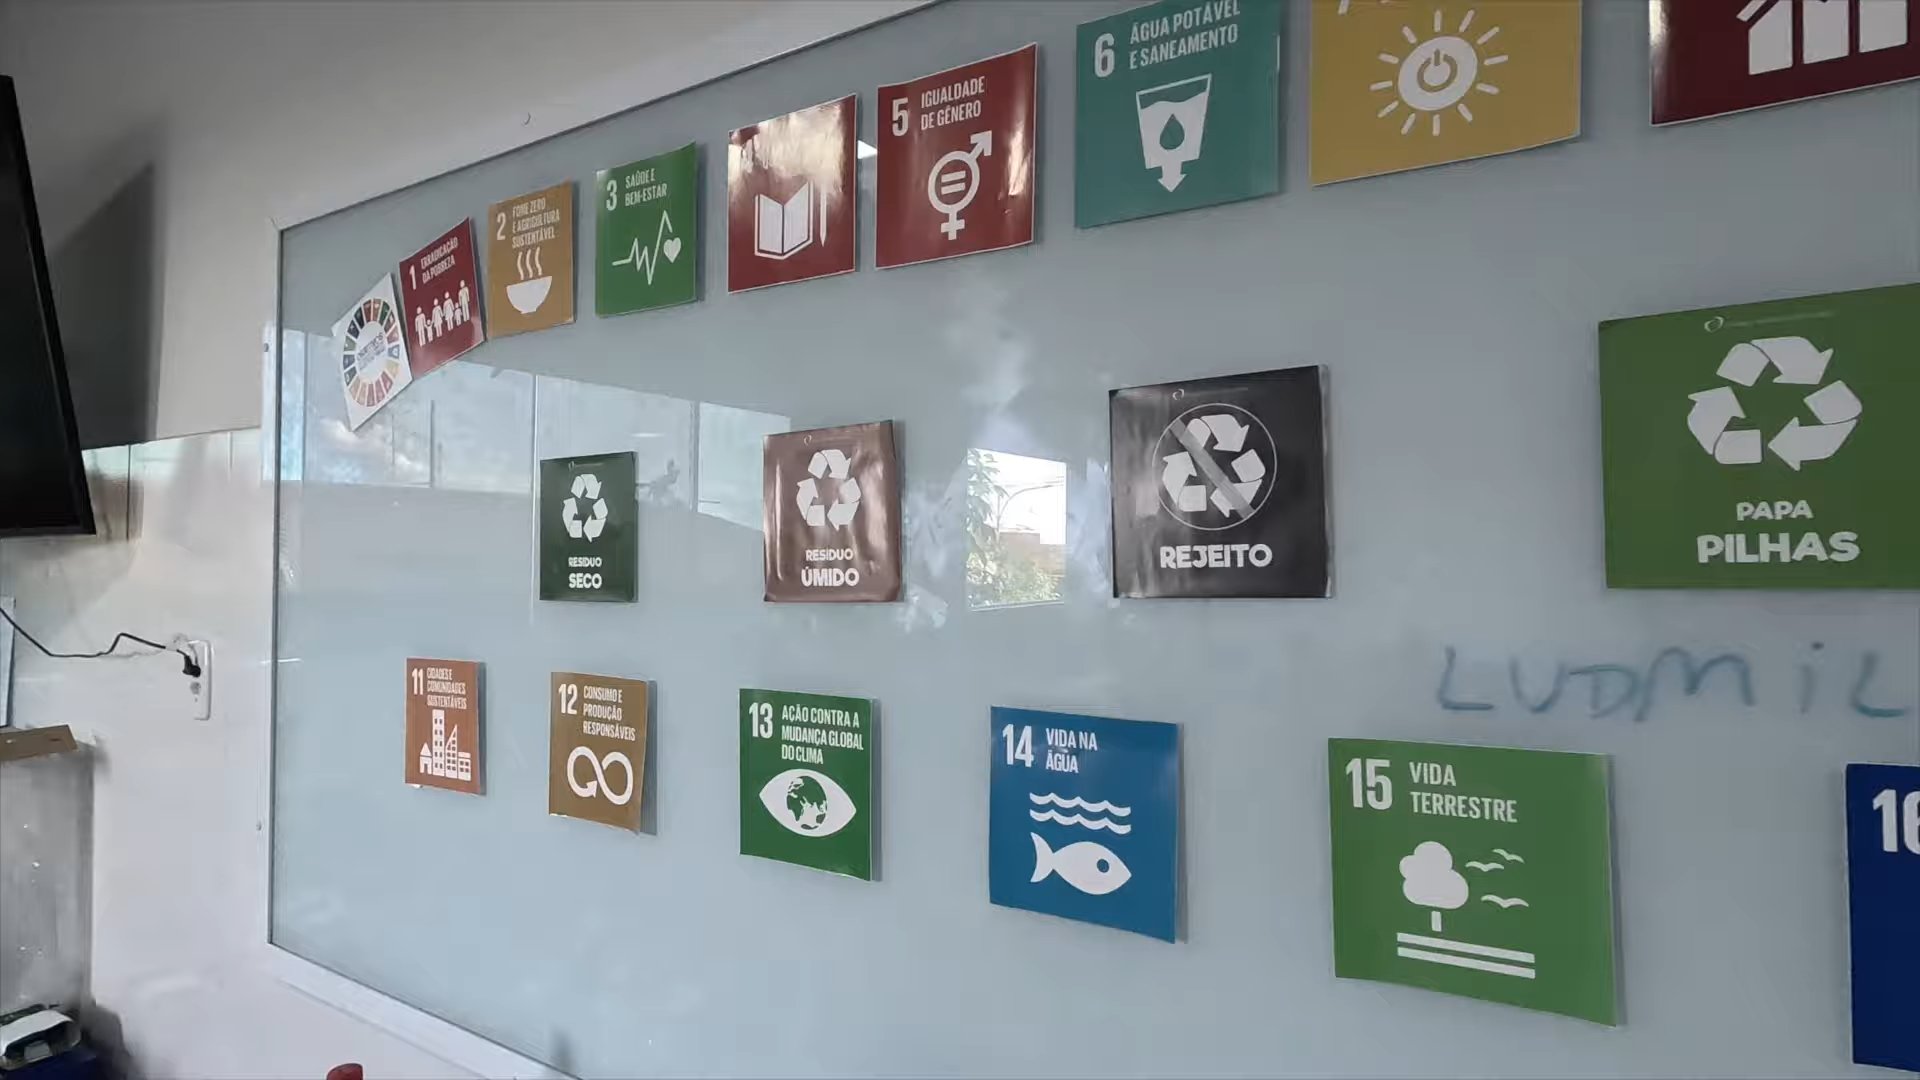 1 ERRADICAÇÃO
DA POBREZA
2 FOME ZERO
E AGRICULTURA
SUSTENTÁVEL
3 SAÚDE E
BEM-ESTAR
5 IGUALDADE
DE GÊNERO
6 ÁGUA POTÁVEL
E SANEAMENTO
RESÍDUO
SECO
RESÍDUO
ÚMIDO
REJEITO
PAPA
PILHAS
LUDMIL
11 CIDADES E
COMUNIDADES
SUSTENTÁVEIS
12 CONSUMO E
PRODUÇÃO
RESPONSÁVEIS
13 AÇÃO CONTRA A
MUDANÇA GLOBAL
DO CLIMA
14 VIDA NA
ÁGUA
15 VIDA
TERRESTRE
16